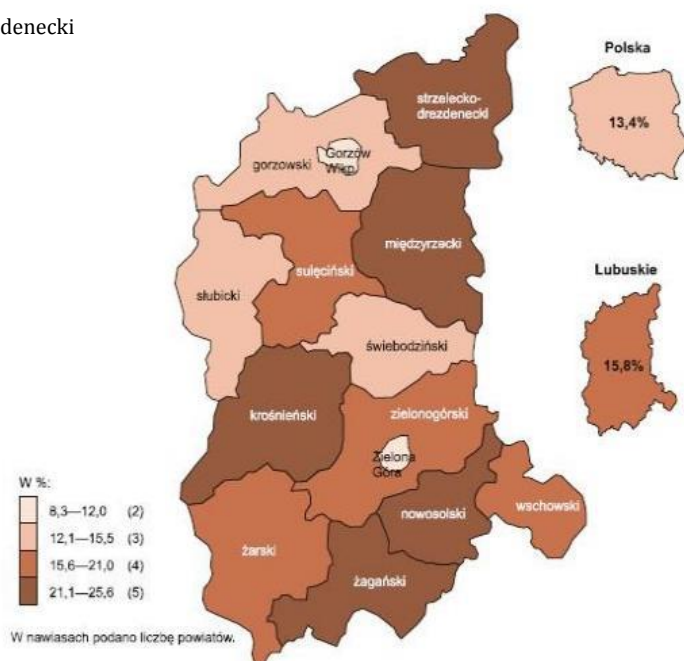 denecki
Polska
13,4%
strzelecko-
drezdenecki
Gorzów
Wlkp.
gorzowski
międzyrzecki
sulęciński
słubicki
Lubuskie
15,8%
świebodziński
krośnieński
zielonogórski
Zielona
Góra
W %:
8,3—12,0 (2)
12,1—15,5 (3)
15,6—21,0 (4)
21,1—25,6 (5)
nowosolski
wschowski
żarski
żagański
W nawiasach podano liczbę powiatów.